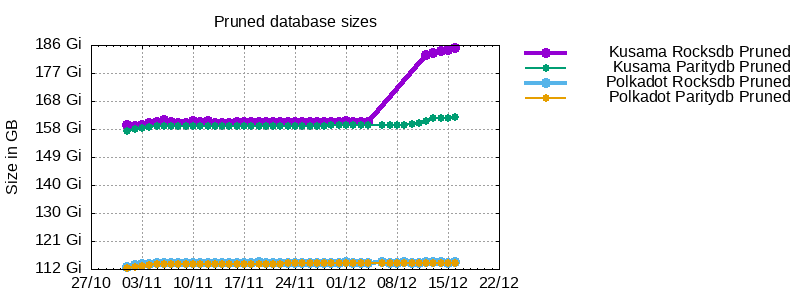 Pruned database sizes
Size in GB
186 Gi
177 Gi
168 Gi
158 Gi
149 Gi
140 Gi
130 Gi
121 Gi
112 Gi
27/10 03/11 10/11 17/11 24/11 01/12 08/12 15/12 22/12
Kusama Rocksdb Pruned
Kusama Paritydb Pruned
Polkadot Rocksdb Pruned
Polkadot Paritydb Pruned